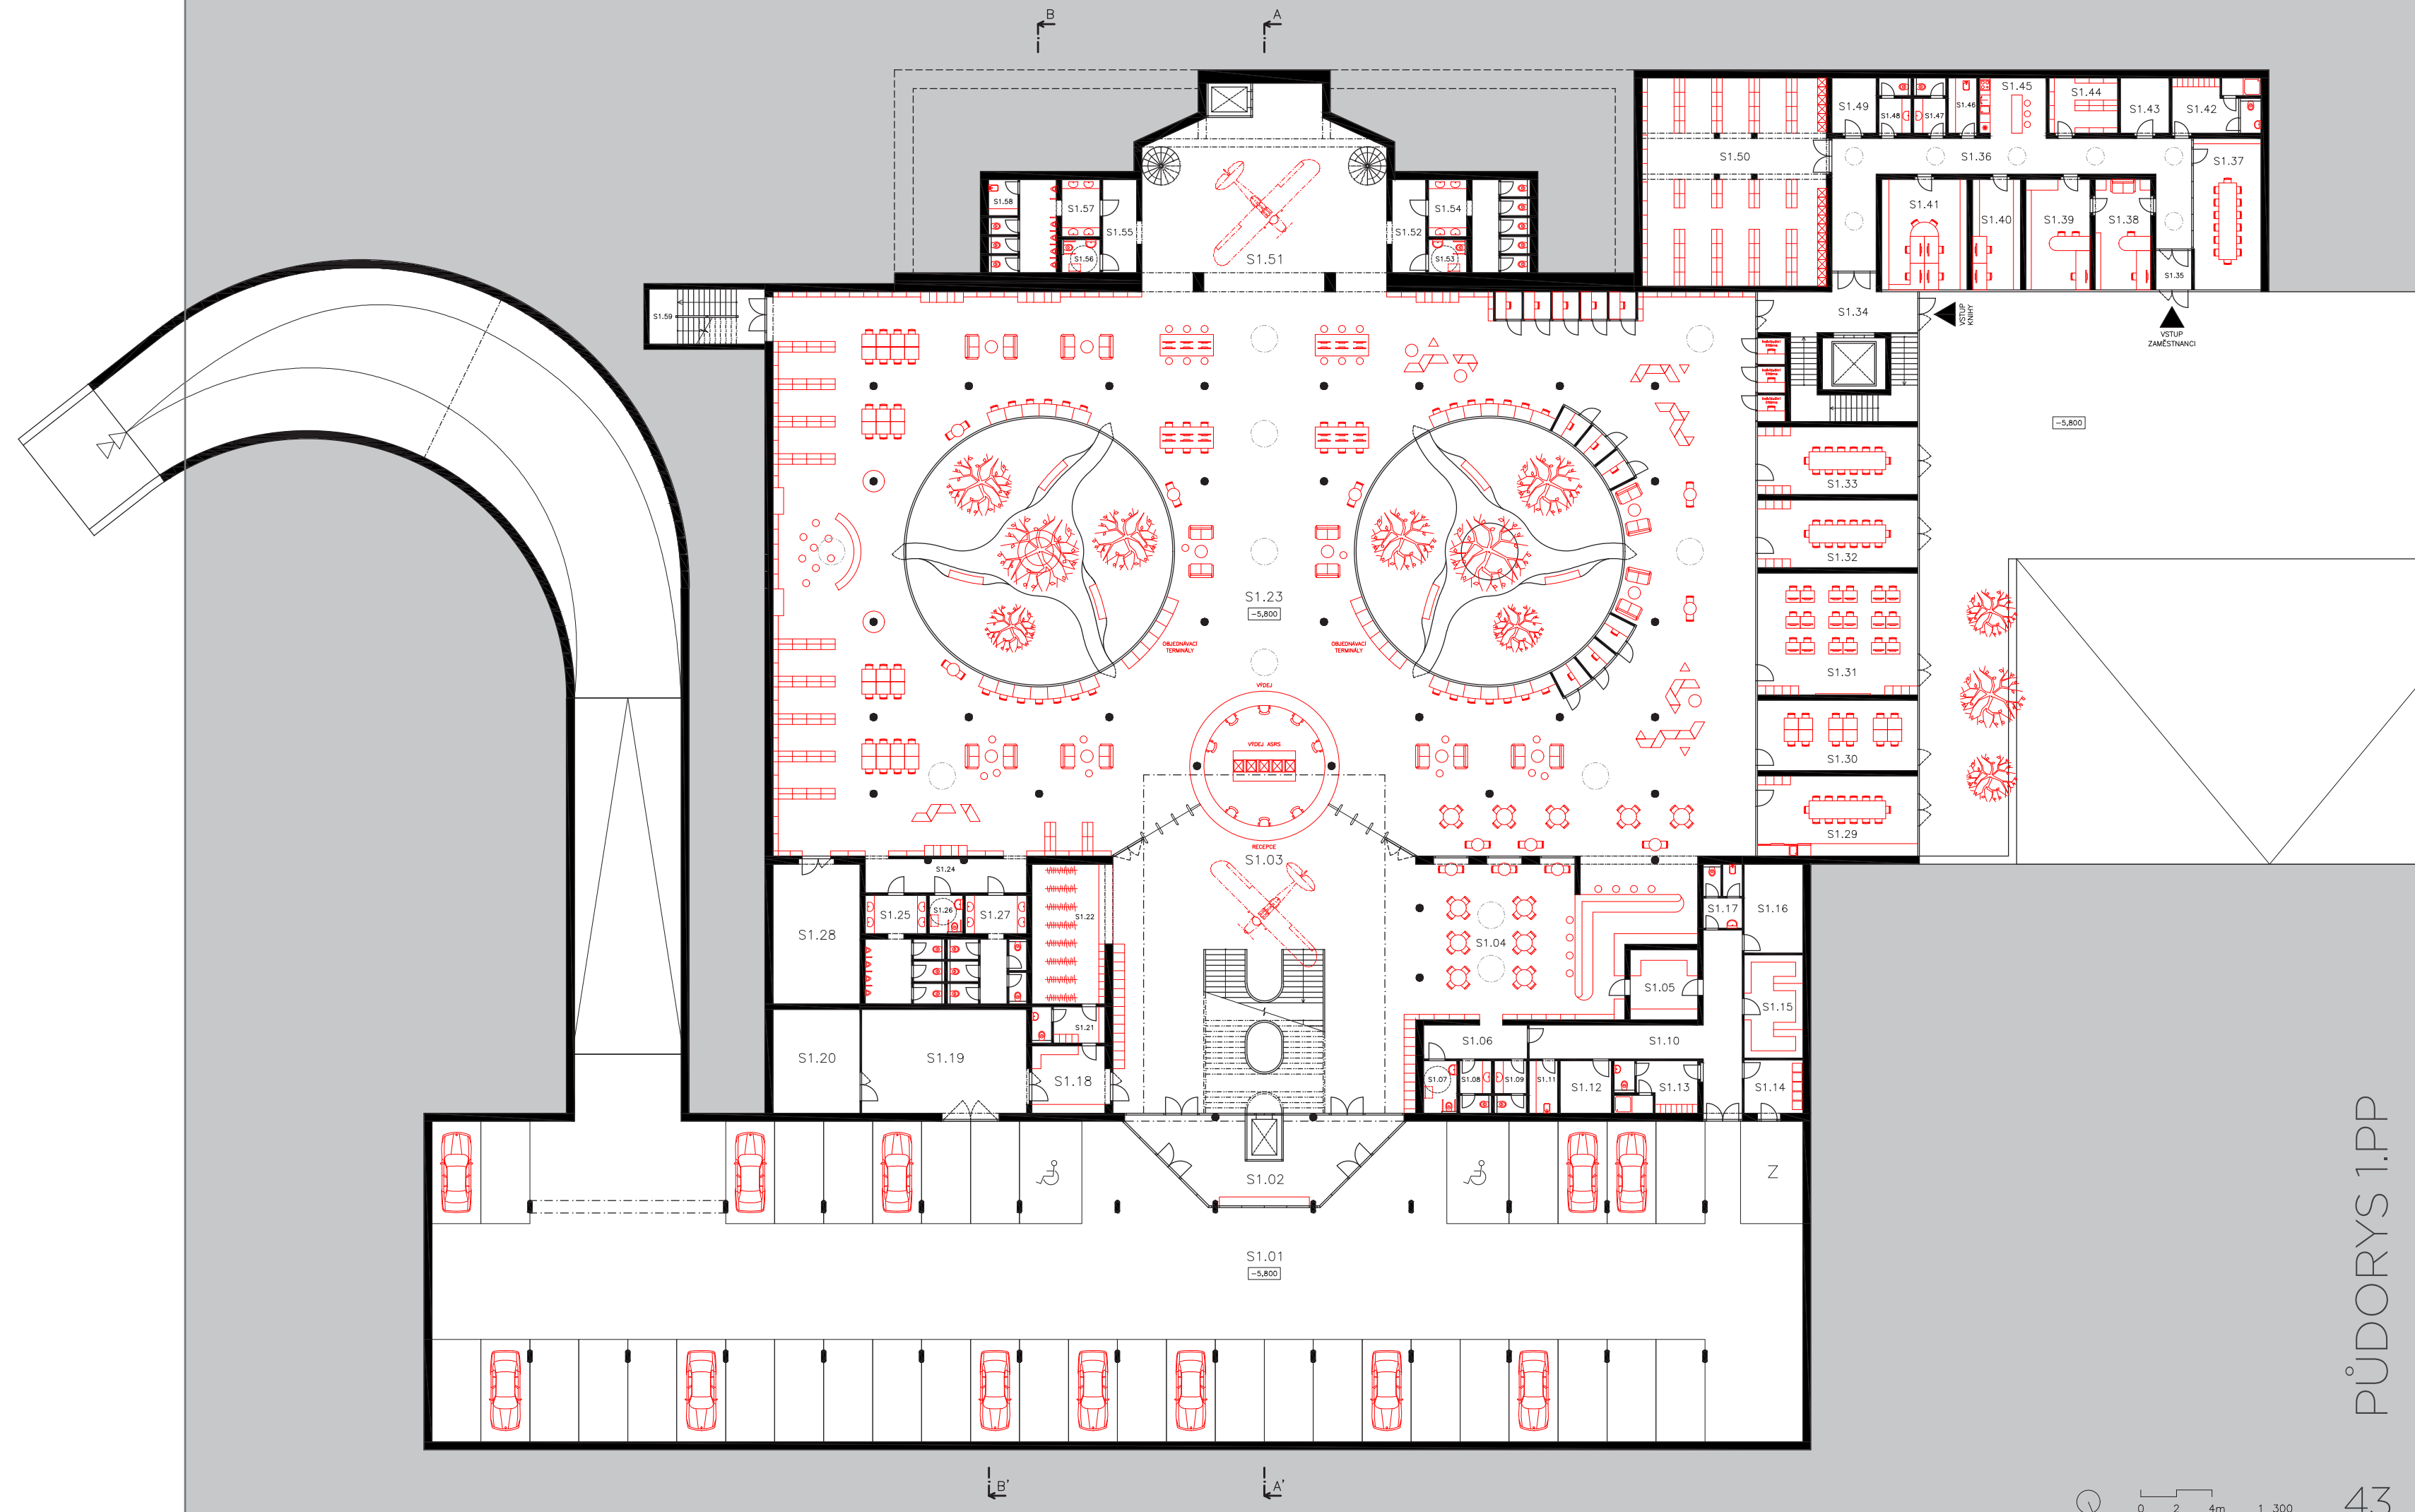 B
A
S1.49
S1.48
S1.47
S1.46
S1.45
S1.44
S1.43
S1.42
S1.50
S1.36
S1.37
S1.58
S1.57
S1.55
S1.56
S1.51
S1.52
S1.54
S1.53
S1.41
S1.40
S1.39
S1.38
S1.35
S1.59
S1.34
VSTUP
KNIHY
VSTUP
ZAMĚSTNANCI
-5,800
S1.33
S1.32
S1.23
-5,800
OBJEDNÁVACÍ
TERMINÁLY
OBJEDNÁVACÍ
TERMINÁLY
S1.31
VÝDEJ
VÝDEJ ASRS
S1.30
S1.29
RECEPCE
S1.03
S1.24
S1.25
S1.26
S1.27
S1.22
S1.28
S1.04
S1.17
S1.16
S1.05
S1.15
S1.21
S1.20
S1.19
S1.18
S1.06
S1.10
S1.07
S1.08
S1.09
S1.11
S1.12
S1.13
S1.14
S1.02
Z
S1.01
-5,800
PŮDORYS 1.PP
B'
A'
0 2 4m
1 300
43